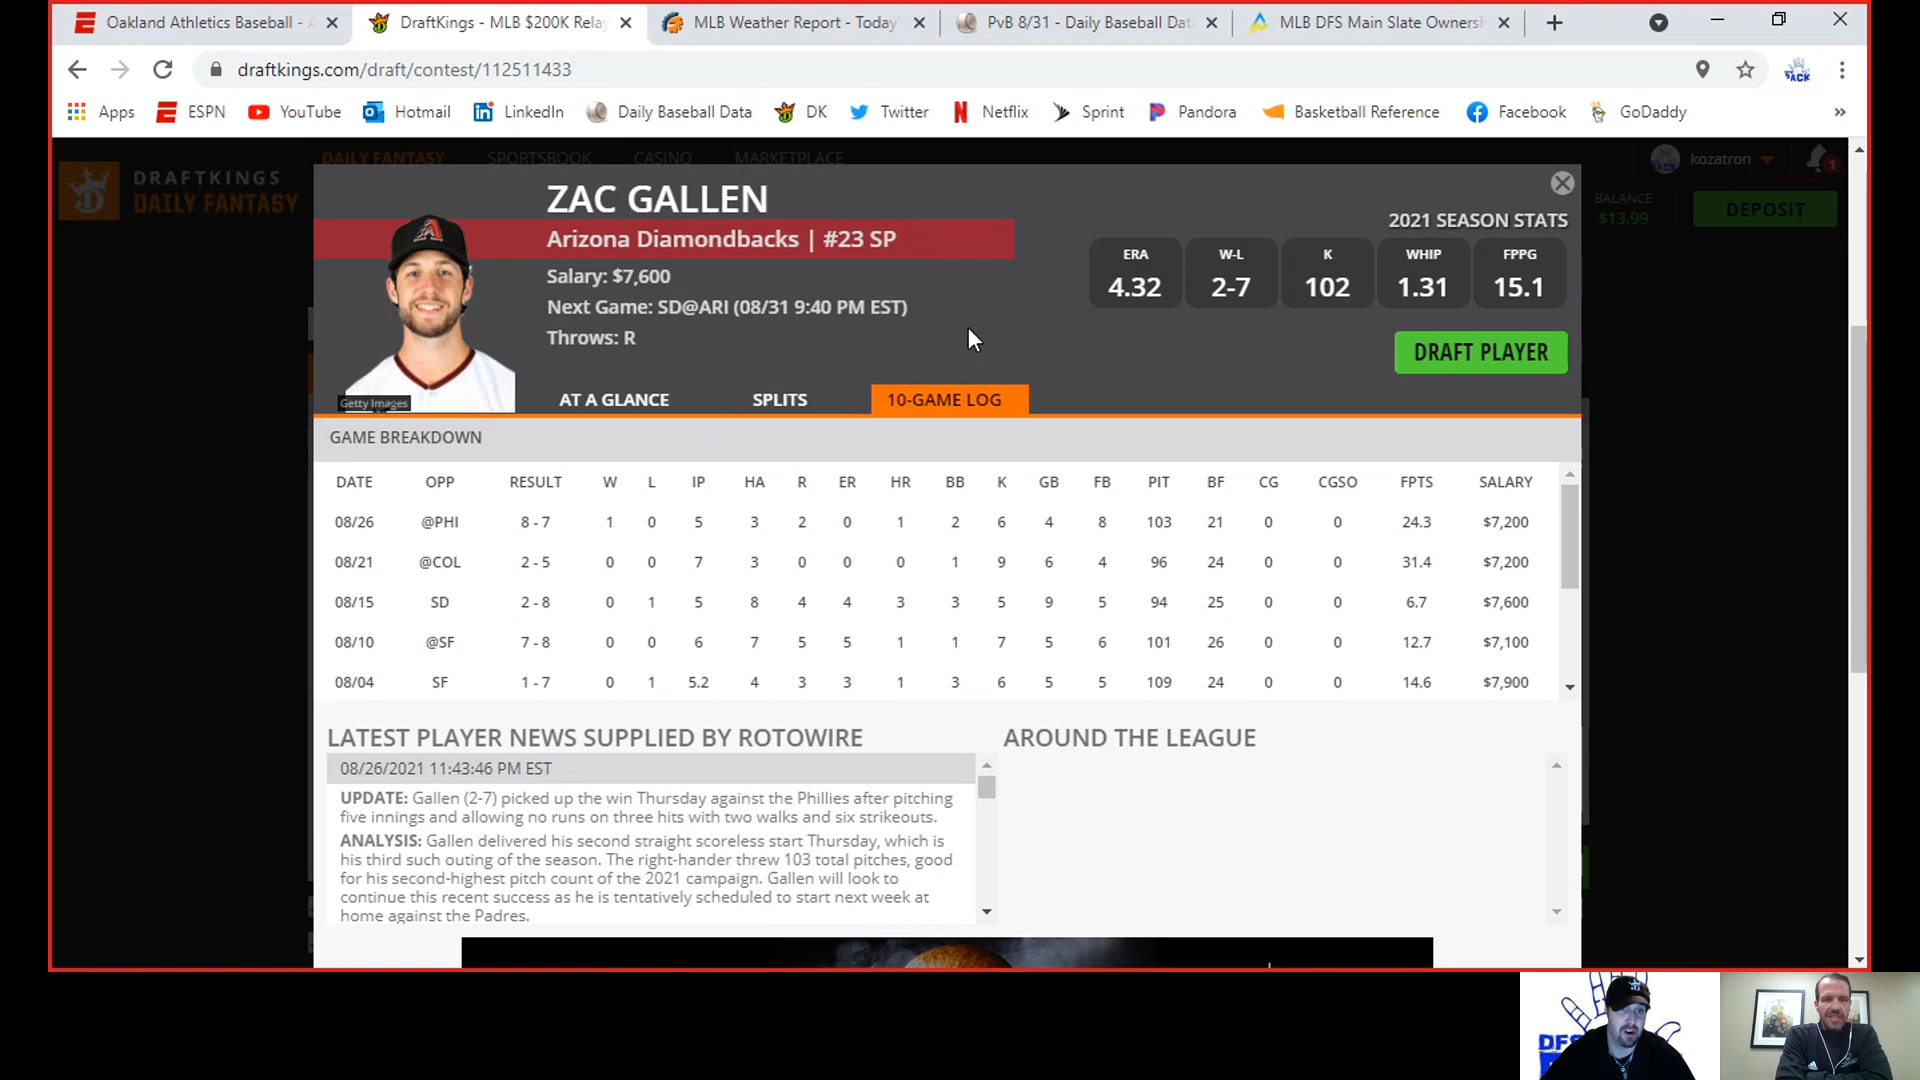 Oakland Athletics Baseball - A
DraftKings - MLB $200K Relay
MLB Weather Report - Today'
PvB 8/31 - Daily Baseball Data
MLB DFS Main Slate Ownersh
draftkings.com/draft/contest/112511433
SACK
Apps
ESPN
YouTube
Hotmail
LinkedIn
Daily Baseball Data
DK
Twitter
Netflix
Sprint
Pandora
Basketball Reference
Facebook
GoDaddy
»
DRAFTKINGS
DAILY FANTASY
DAILY FANTASY
SPORTSBOOK
CASINO
MARKETPLACE
kozatron
1
BALANCE
$13.99
DEPOSIT
ZAC GALLEN
Arizona Diamondbacks | #23 SP
Salary: $7,600
Next Game: SD@ARI (08/31 9:40 PM EST)
Throws: R
Getty Images
2021 SEASON STATS
ERA W-L K WHIP FPPG
4.32 2-7 102 1.31 15.1
DRAFT PLAYER
AT A GLANCE
SPLITS
10-GAME LOG
GAME BREAKDOWN
DATE OPP RESULT W L IP HA R ER HR BB K GB FB PIT BF CG CGSO FPTS SALARY
08/26 @PHI 8 - 7 1 0 5 3 2 0 1 2 6 4 8 103 21 0 0 24.3 $7,200
08/21 @COL 2 - 5 0 0 7 3 0 0 0 1 9 6 4 96 24 0 0 31.4 $7,200
08/15 SD 2 - 8 0 1 5 8 4 4 3 3 5 9 5 94 25 0 0 6.7 $7,600
08/10 @SF 7 - 8 0 0 6 7 5 5 1 1 7 5 6 101 26 0 0 12.7 $7,100
08/04 SF 1 - 7 0 1 5.2 4 3 3 1 3 6 5 5 109 24 0 0 14.6 $7,900
LATEST PLAYER NEWS SUPPLIED BY ROTOWIRE
08/26/2021 11:43:46 PM EST
UPDATE: Gallen (2-7) picked up the win Thursday against the Phillies after pitching
five innings and allowing no runs on three hits with two walks and six strikeouts.
ANALYSIS: Gallen delivered his second straight scoreless start Thursday, which is
his third such outing of the season. The right-hander threw 103 total pitches, good
for his second-highest pitch count of the 2021 campaign. Gallen will look to
continue this recent success as he is tentatively scheduled to start next week at
home against the Padres.
AROUND THE LEAGUE
DFS